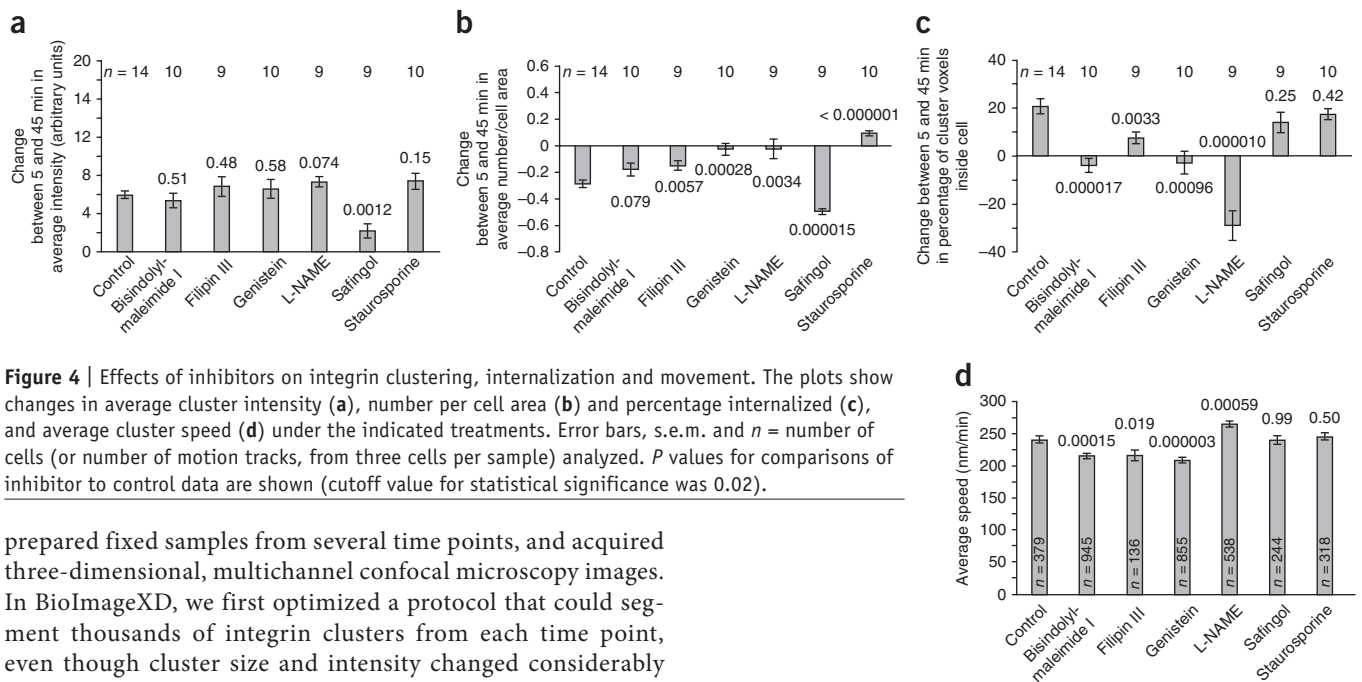 a
Change
between 5 and 45 min in
average intensity (arbitrary units)
20
16
12
8
4
0
n = 14 10 9 10 9 9 10
0.51 0.48 0.58 0.074 0.0012 0.15
Control
Bisindolyl-
maleimide I
Filipin III
Genistein
L-NAME
Safingol
Staurosporine
b
Change
between 5 and 45 min in
average number/cell area
0.6
0.4
0.2
0
–0.2
–0.4
–0.6
–0.8
n = 14 10 9 10 9 9 10
0.079 0.0057 0.00028 0.0034 0.000015 < 0.000001
Control
Bisindolyl-
maleimide I
Filipin III
Genistein
L-NAME
Safingol
Staurosporine
c
Change between 5 and 45 min
in percentage of cluster voxels
inside cell
40
20
0
–20
–40
n = 14 10 9 10 9 9 10
0.000017 0.0033 0.00096 0.000010 0.25 0.42
Control
Bisindolyl-
maleimide I
Filipin III
Genistein
L-NAME
Safingol
Staurosporine
Figure 4 | Effects of inhibitors on integrin clustering, internalization and movement. The plots show
changes in average cluster intensity (a), number per cell area (b) and percentage internalized (c),
and average cluster speed (d) under the indicated treatments. Error bars, s.e.m. and n = number of
cells (or number of motion tracks, from three cells per sample) analyzed. P values for comparisons of
inhibitor to control data are shown (cutoff value for statistical significance was 0.02).
prepared fixed samples from several time points, and acquired
three-dimensional, multichannel confocal microscopy images.
In BioImageXD, we first optimized a protocol that could seg-
ment thousands of integrin clusters from each time point,
even though cluster size and intensity changed considerably
d
Average speed (nm/min)
300
250
200
150
100
50
0
0.00015 0.019 0.000003 0.00059 0.99 0.50
n = 379
n = 945
n = 136
n = 855
n = 538
n = 244
n = 318
Control
Bisindolyl-
maleimide I
Filipin III
Genistein
L-NAME
Safingol
Staurosporine